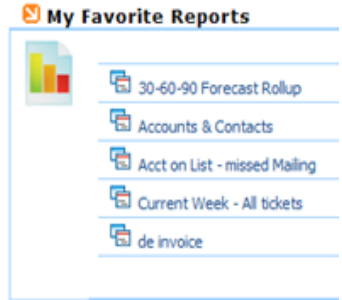 My Favorite Reports
30-60-90 Forecast Rollup
Accounts & Contacts
Acct on List - missed Mailing
Current Week - All tickets
de invoice